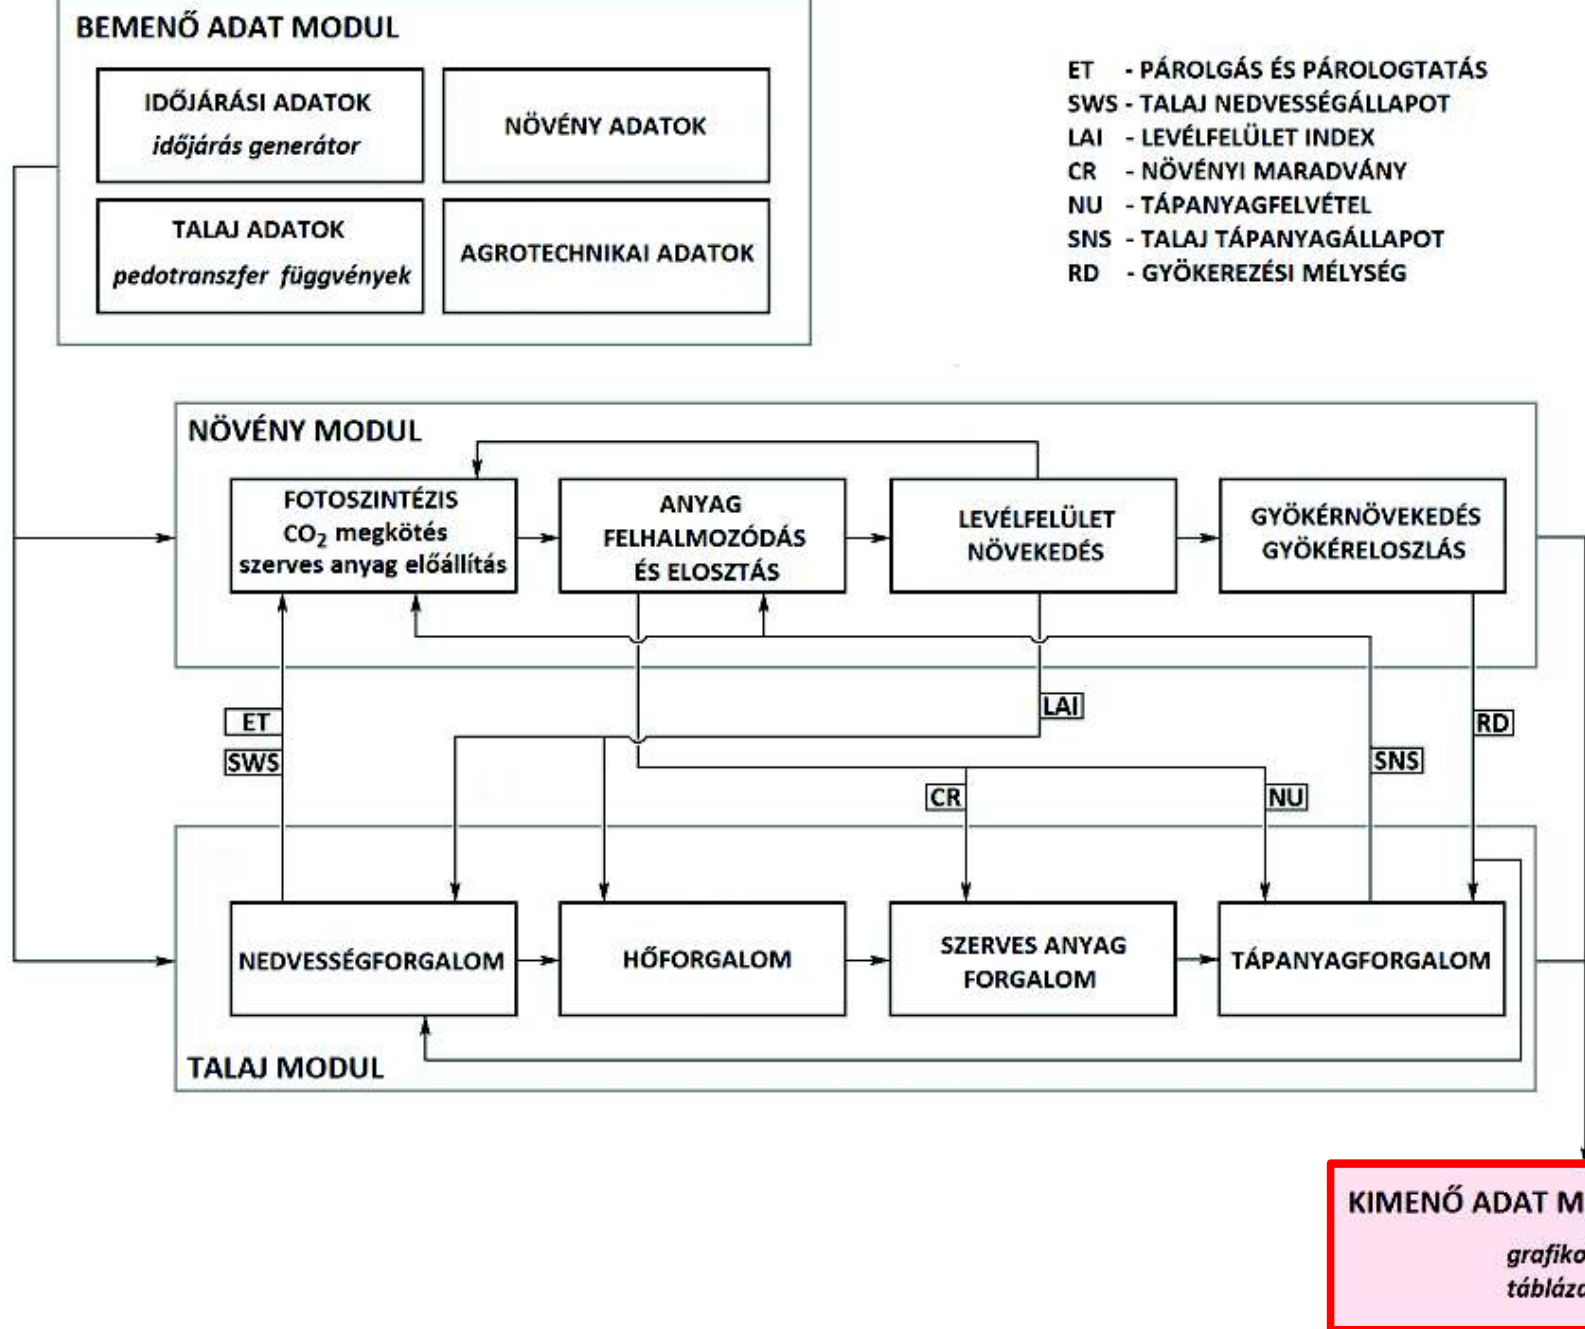 BEMENŐ ADAT MODUL
IDŐJÁRÁSI ADATOK
időjárás generátor
NÖVÉNY ADATOK
TALAJ ADATOK
pedotranszfer függvények
AGROTECHNIKAI ADATOK
ET - PÁROLGÁS ÉS PÁROLOGTATÁS
SWS - TALAJ NEDVESSÉGÁLLAPOT
LAI - LEVÉLFELÜLET INDEX
CR - NÖVÉNYI MARADVÁNY
NU - TÁPANYAGFELVÉTEL
SNS - TALAJ TÁPANYAGÁLLAPOT
RD - GYÖKEREZÉSI MÉLYSÉG
NÖVÉNY MODUL
FOTOSZINTÉZIS
CO₂ megkötés
szerves anyag előállítás
ANYAG
FELHALMOZÓDÁS
ÉS ELOSZTÁS
LEVÉLFELÜLET
NÖVEKEDÉS
GYÖKÉRNÖVEKEDÉS
GYÖKÉRELOSZLÁS
ET
SWS
LAI
CR
NU
SNS
RD
NEDVESSÉGFORGALOM
HŐFORGALOM
SZERVES ANYAG
FORGALOM
TÁPANYAGFORGALOM
TALAJ MODUL
KIMENŐ ADAT M
grafiko
tábláza